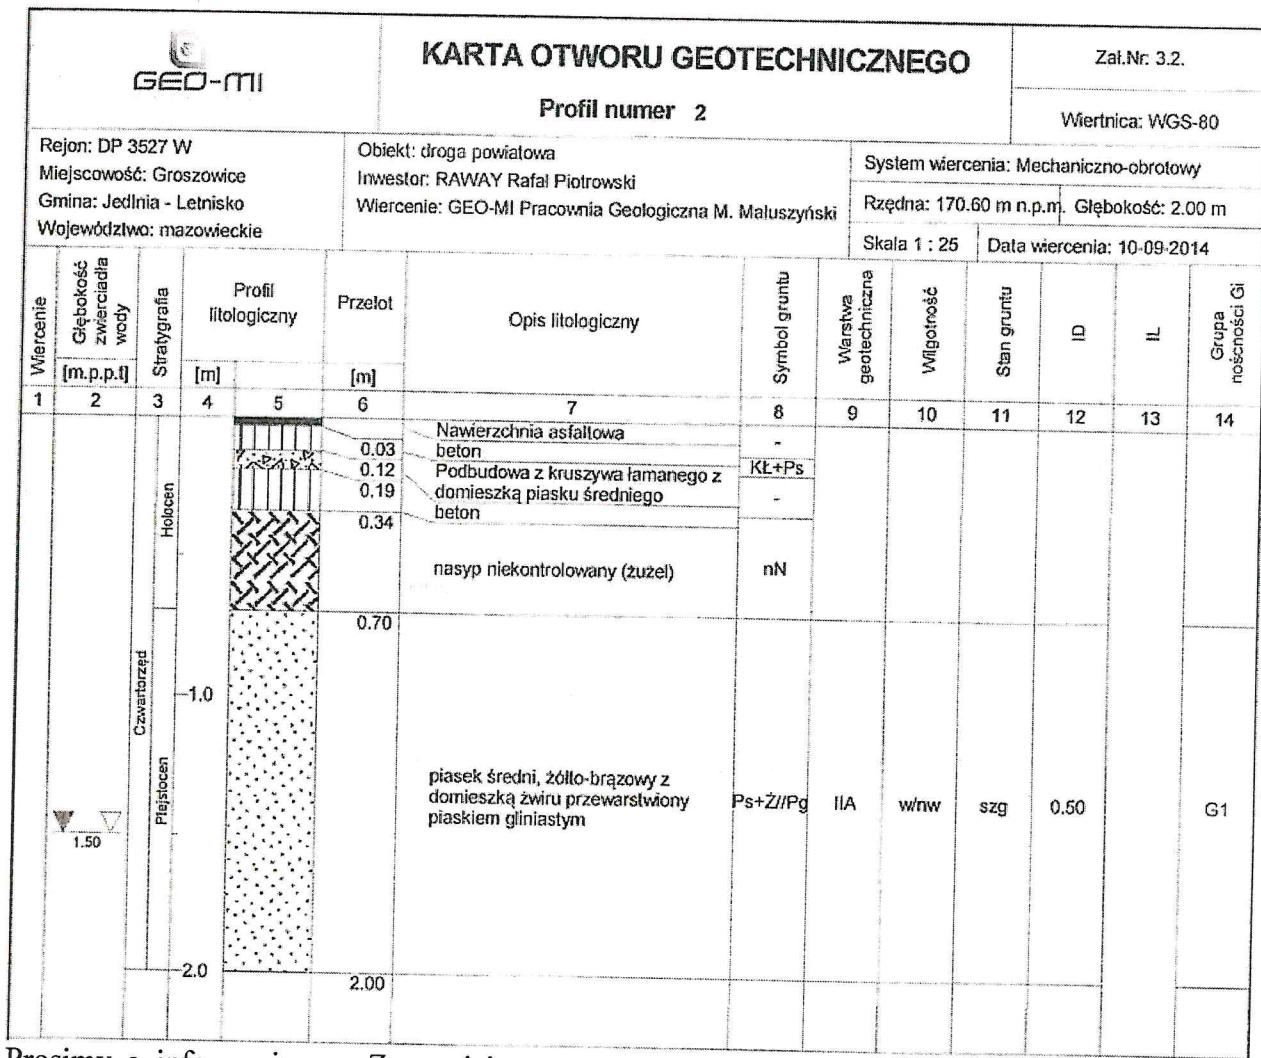 GEO-MI
KARTA OTWORU GEOTECHNICZNEGO
Profil numer 2
Zał.Nr: 3.2.
Wiertnica: WGS-80
Rejon: DP 3527 W
Miejscowość: Groszowice
Gmina: Jedlnia - Letnisko
Województwo: mazowieckie
Obiekt: droga powiatowa
Inwestor: RAWAY Rafał Piotrowski
Wiercenie: GEO-MI Pracownia Geologiczna M. Maluszyński
System wiercenia: Mechaniczno-obrotowy
Rzędna: 170.60 m n.p.m. Głębokość: 2.00 m
Skala 1 : 25 Data wiercenia: 10-09-2014
Wiercenie
Głębokość
zwierciadła
wody
[m.p.p.t]
Stratygrafia
Profil
litologiczny
[m]
Przelot
[m]
Opis litologiczny
Symbol gruntu
Warstwa
geotechniczna
Wilgotność
Stan gruntu
ID
IL
Grupa
nośności Gi
1 2 3 4 5 6 7 8 9 10 11 12 13 14
Nawierzchnia asfaltowa
0.03 beton -
0.12 Podbudowa z kruszywa łamanego z KŁ+Ps
0.19 domieszką piasku średniego -
0.34 beton
Holocen
nasyp niekontrolowany (żużel) nN
0.70
Czwartorzęd
1.0
Plejstocen
piasek średni, żółto-brązowy z
domieszką żwiru przewarstwiony
piaskiem gliniastym
Ps+Ż//Pg IIA w/nw szg 0.50 G1
1.50
2.0
2.00